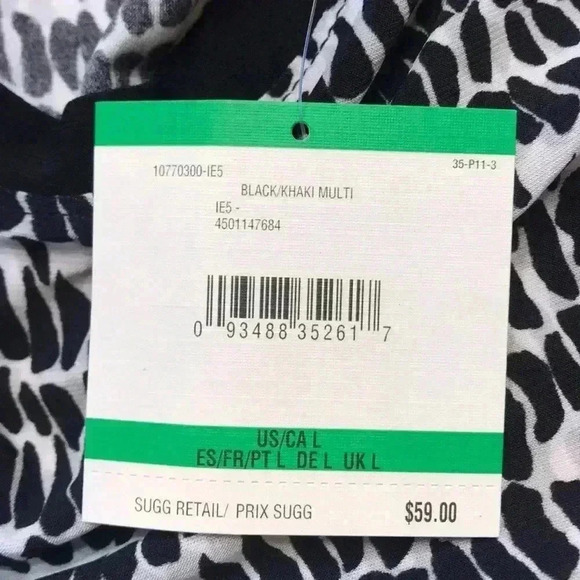 10770300-IE5 35-P11-3
BLACK/KHAKI MULTI
IE5 -
4501147684
0 93488 35261 7
US/CA L
ES/FR/PT L DE L UK L
SUGG RETAIL/ PRIX SUGG $59.00